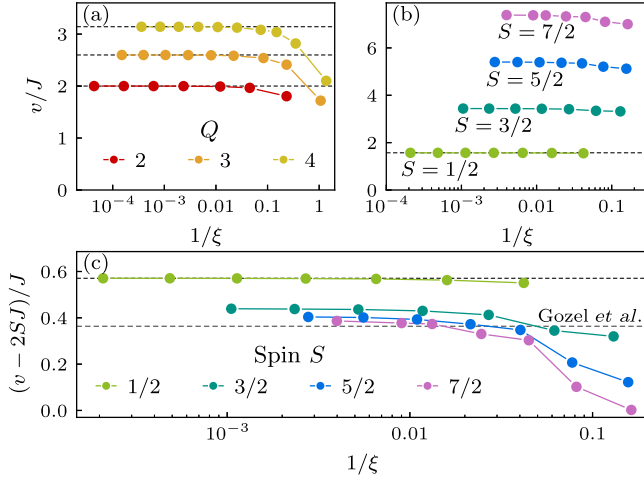 (a)
v/J
3
2
1
0
Q
2 3 4
10⁻⁴ 10⁻³ 0.01 0.1 1
1/ξ
(b)
6
4
2
0
S = 7/2
S = 5/2
S = 3/2
S = 1/2
10⁻⁴ 10⁻³ 0.01 0.1
1/ξ
(c)
(v − 2SJ)/J
0.6
0.4
0.2
0.0
Gozel et al.
Spin S
1/2 3/2 5/2 7/2
10⁻³ 0.01 0.1
1/ξ